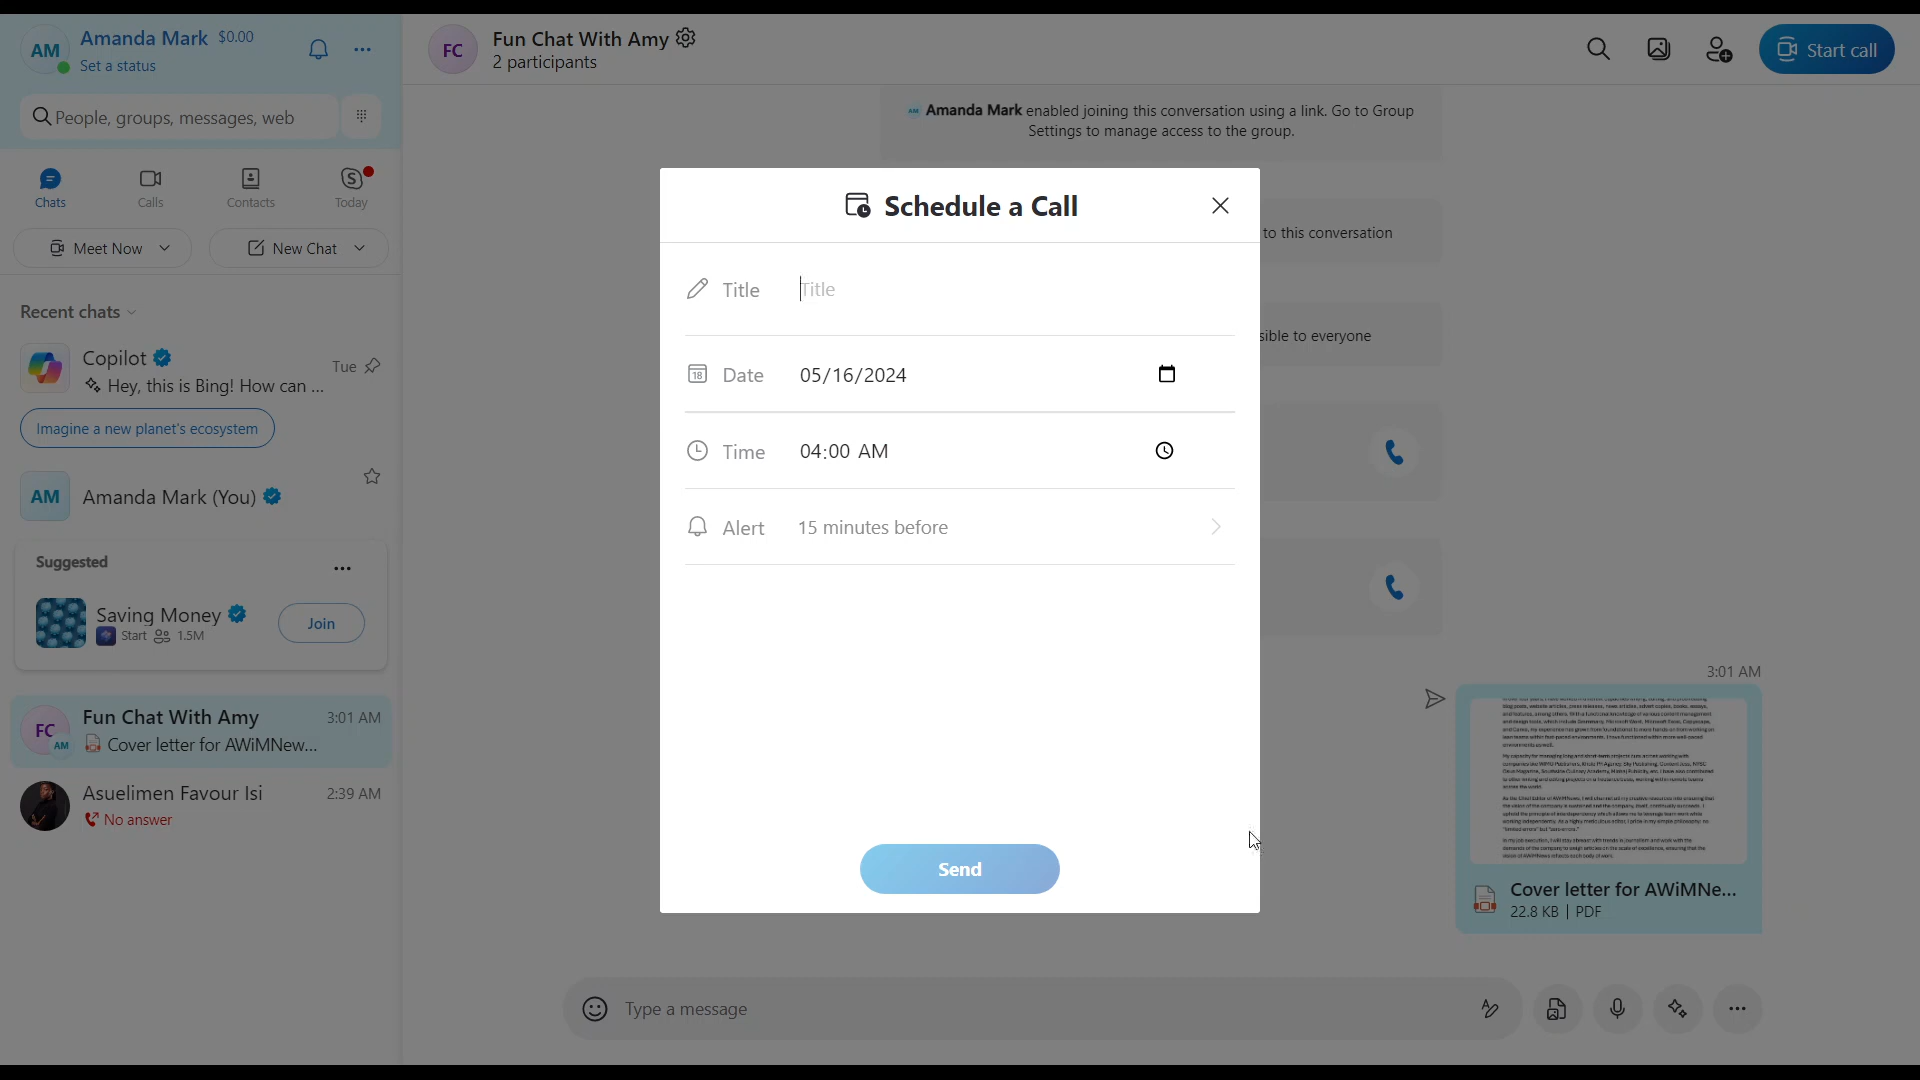 AM
Amanda Mark $0.00
Set a status
People, groups, messages, web
Chats
Calls
Contacts
Today
Meet Now
New Chat
Recent chats
Copilot
Tue
Hey, this is Bing! How can ...
Imagine a new planet's ecosystem
AM
Amanda Mark (You)
Suggested
Saving Money
Start 1.5M
Join
FC
AM
Fun Chat With Amy
3:01 AM
Cover letter for AWiMNew...
Asuelimen Favour Isi
2:39 AM
No answer
FC
Fun Chat With Amy
2 participants
Start call
AM Amanda Mark enabled joining this conversation using a link. Go to Group
Settings to manage access to the group.
to this conversation
sible to everyone
Schedule a Call
Title
Title
18
Date
05/16/2024
Time
04:00 AM
Alert
15 minutes before
Send
3:01 AM
Cover letter for AWiMNe...
22.8 KB | PDF
Type a message